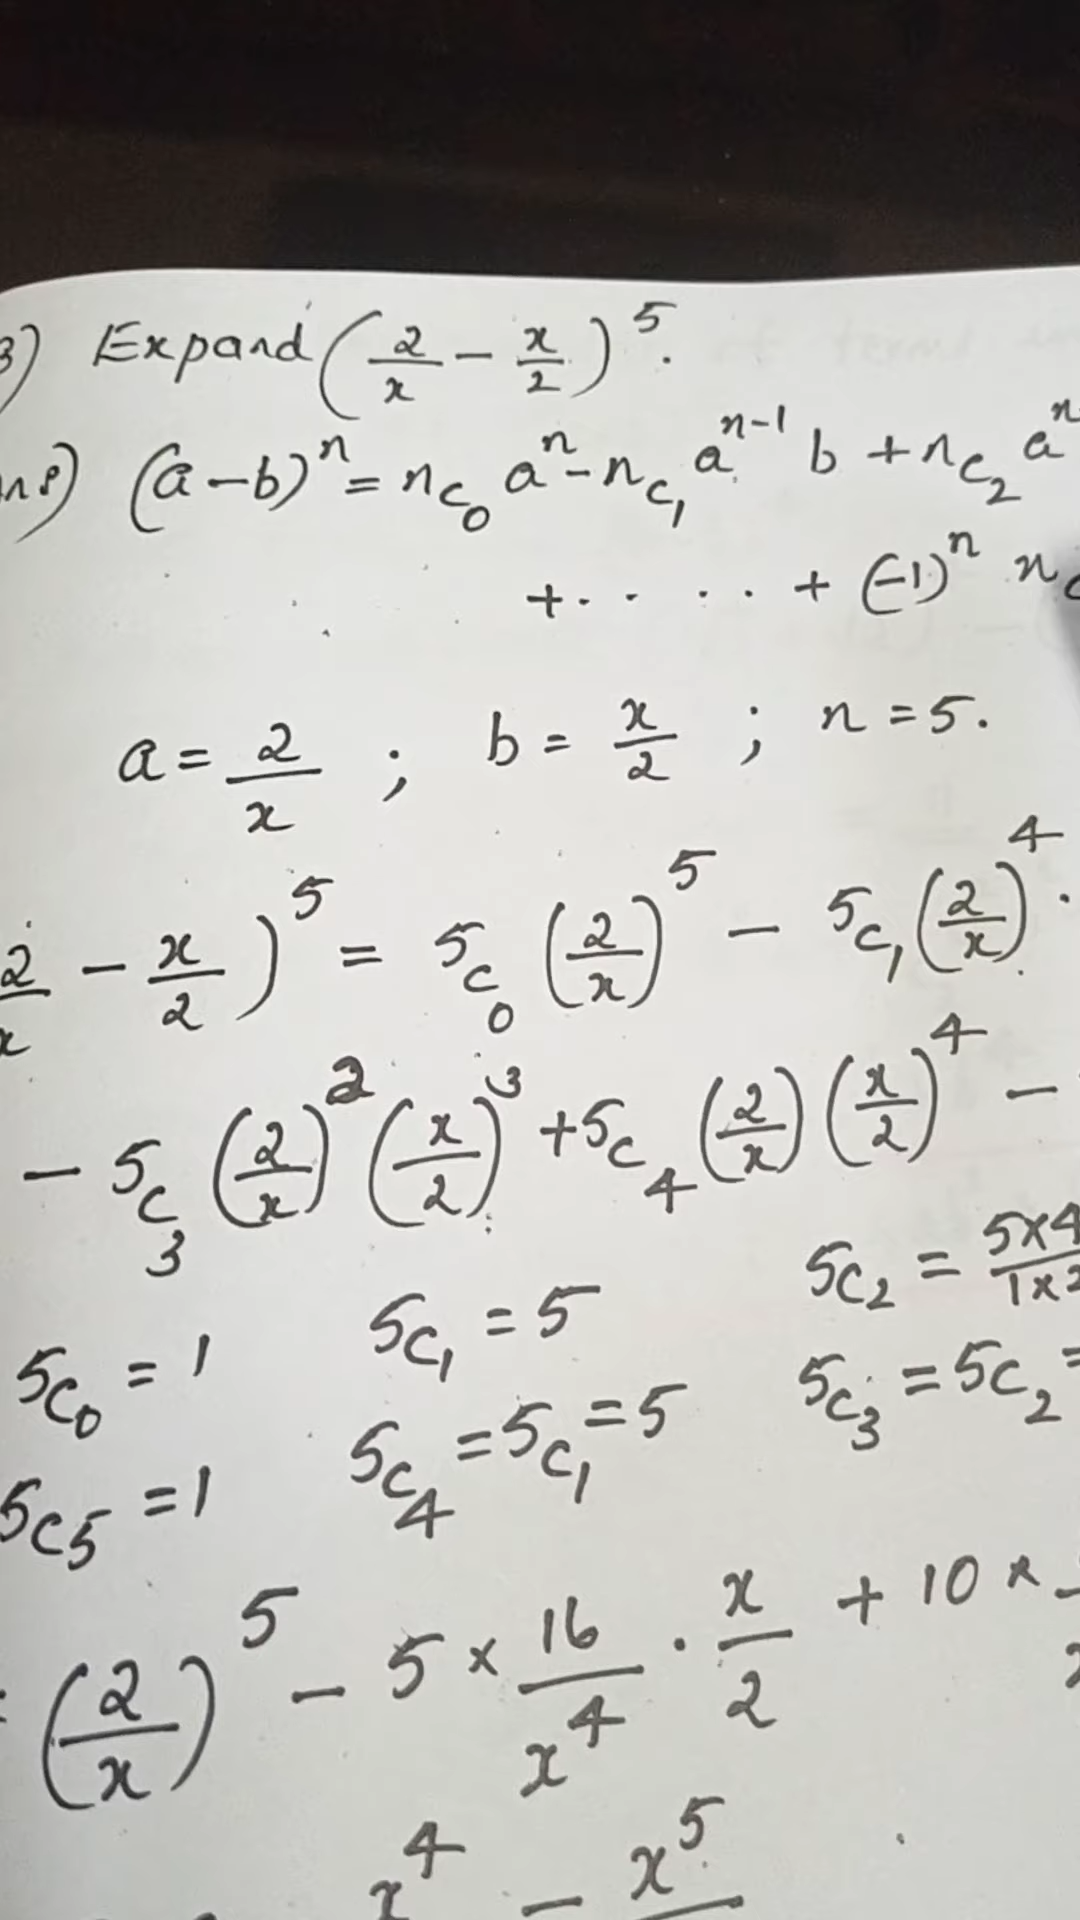 3) Expand (2/x - x/2)^5.
ns) (a-b)^n = nC0 a^n - nC1 a^(n-1) b + nC2 a^n
+ . . . . + (-1)^n nC
a = 2/x ; b = x/2 ; n = 5.
2/x - x/2)^5 = 5C0 (2/x)^5 - 5C1 (2/x)^4 .
- 5C3 (2/x)^2 (x/2)^3 + 5C4 (2/x) (x/2)^4 -
5C0 = 1 5C1 = 5 5C2 = 5×4/1×2
5C5 = 1 5C4 = 5C1 = 5 5C3 = 5C2 =
= (2/x)^5 - 5 × 16/x^4 . x/2 + 10 ×
x^4 - x^5